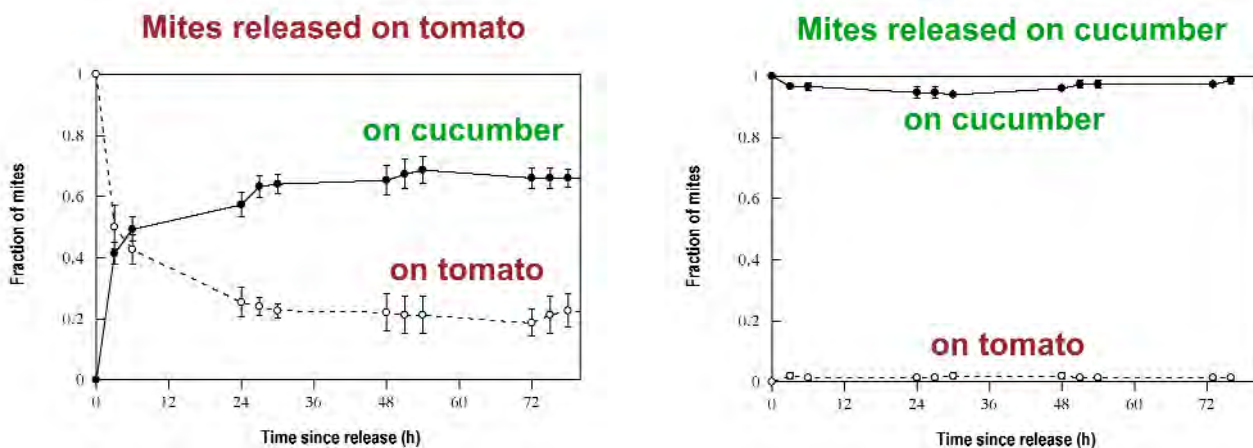 Mites released on tomato
1
0.8
0.6
0.4
0.2
0
Fraction of mites
on cucumber
on tomato
0 12 24 36 48 60 72
Time since release (h)
Mites released on cucumber
1
0.8
0.6
0.4
0.2
0
Fraction of mites
on cucumber
on tomato
0 12 24 36 48 60 72
Time since release (h)